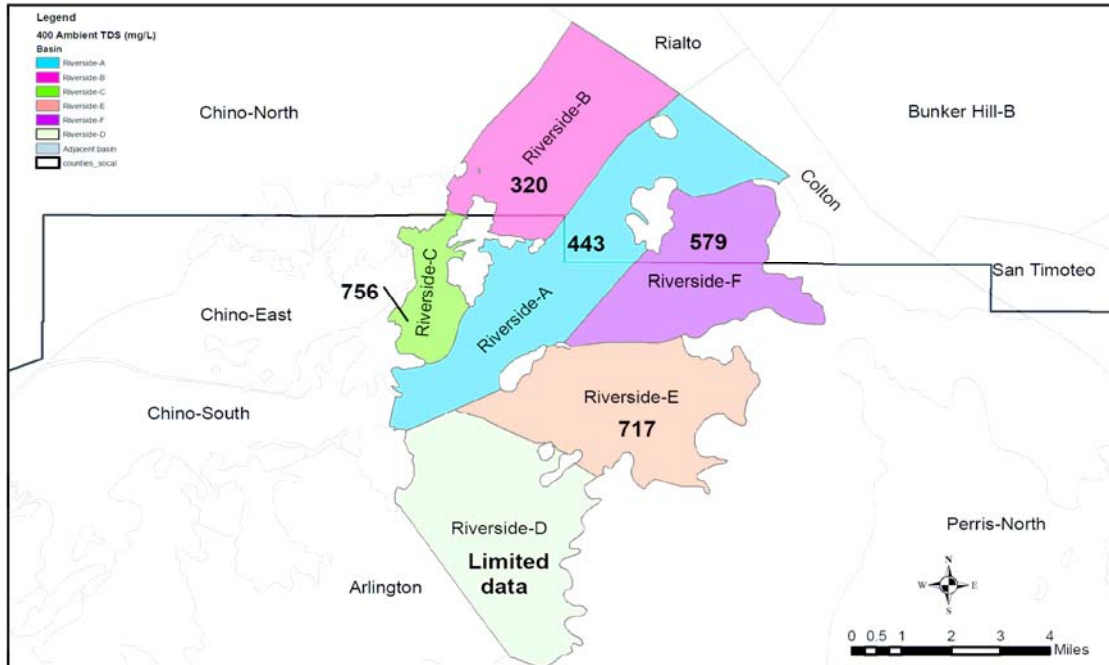 Legend
400 Ambient TDS (mg/L)
Basin
Riverside-A
Riverside-B
Riverside-C
Riverside-E
Riverside-F
Riverside-D
Adjacent basin
counties_socal
Rialto
Chino-North
Bunker Hill-B
Riverside-B
320
Colton
443
579
Riverside-C
Riverside-F
San Timoteo
756
Riverside-A
Chino-East
Riverside-E
Chino-South
717
Riverside-D
Limited
data
Perris-North
Arlington
N
W E
S
0 0.5 1 2 3 4
Miles